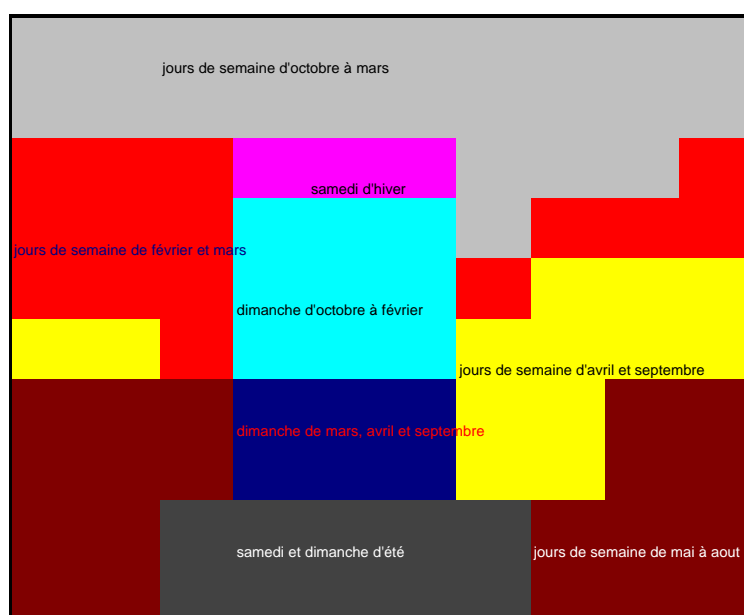 jours de semaine d'octobre à mars
samedi d'hiver
jours de semaine de février et mars
dimanche d'octobre à février
jours de semaine d'avril et septembre
dimanche de mars, avril et septembre
samedi et dimanche d'été
jours de semaine de mai à aout